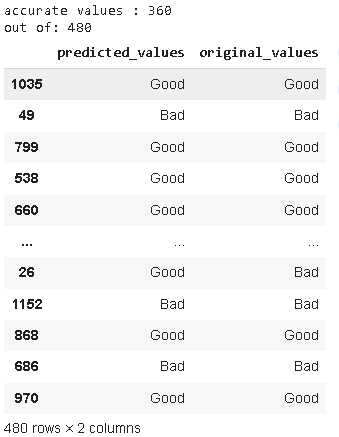 accurate values : 360
out of: 480
predicted_values original_values
1035 Good Good
49 Bad Bad
799 Good Good
538 Good Good
660 Good Good
... ... ...
26 Good Bad
1152 Bad Bad
868 Good Good
686 Bad Bad
970 Good Good
480 rows × 2 columns